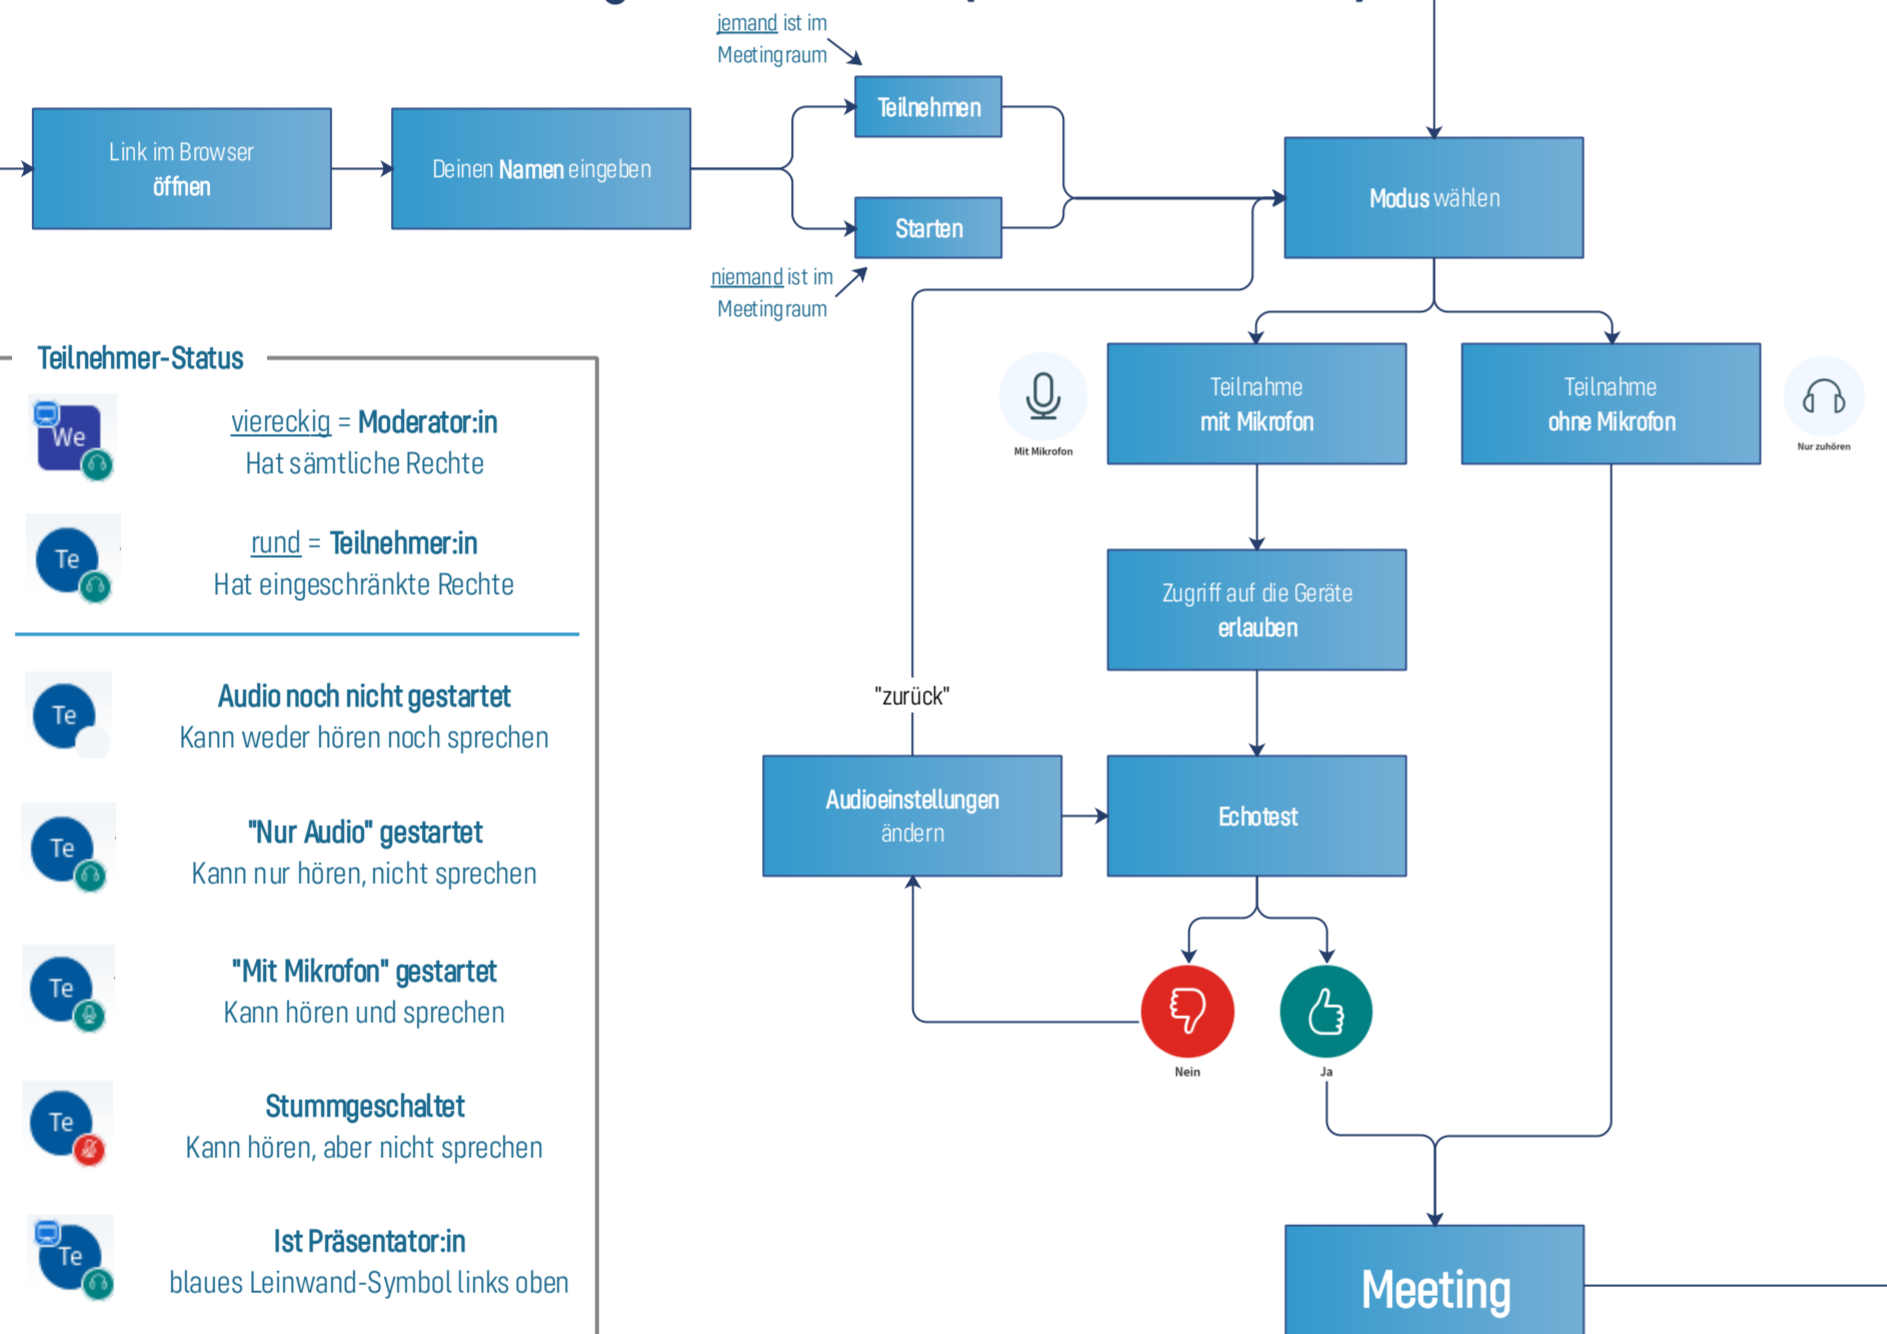 jemand ist im
Meetingraum
Teilnehmen
Link im Browser
öffnen
Deinen Namen eingeben
Modus wählen
Starten
niemand ist im
Meetingraum
Teilnehmer-Status
We
viereckig = Moderator:in
Hat sämtliche Rechte
Te
rund = Teilnehmer:in
Hat eingeschränkte Rechte
Te
Audio noch nicht gestartet
Kann weder hören noch sprechen
Te
"Nur Audio" gestartet
Kann nur hören, nicht sprechen
Te
"Mit Mikrofon" gestartet
Kann hören und sprechen
Te
Stummgeschaltet
Kann hören, aber nicht sprechen
Te
Ist Präsentator:in
blaues Leinwand-Symbol links oben
Mit Mikrofon
Teilnahme
mit Mikrofon
Teilnahme
ohne Mikrofon
Nur zuhören
Zugriff auf die Geräte
erlauben
"zurück"
Audioeinstellungen
ändern
Echotest
Nein
Ja
Meeting